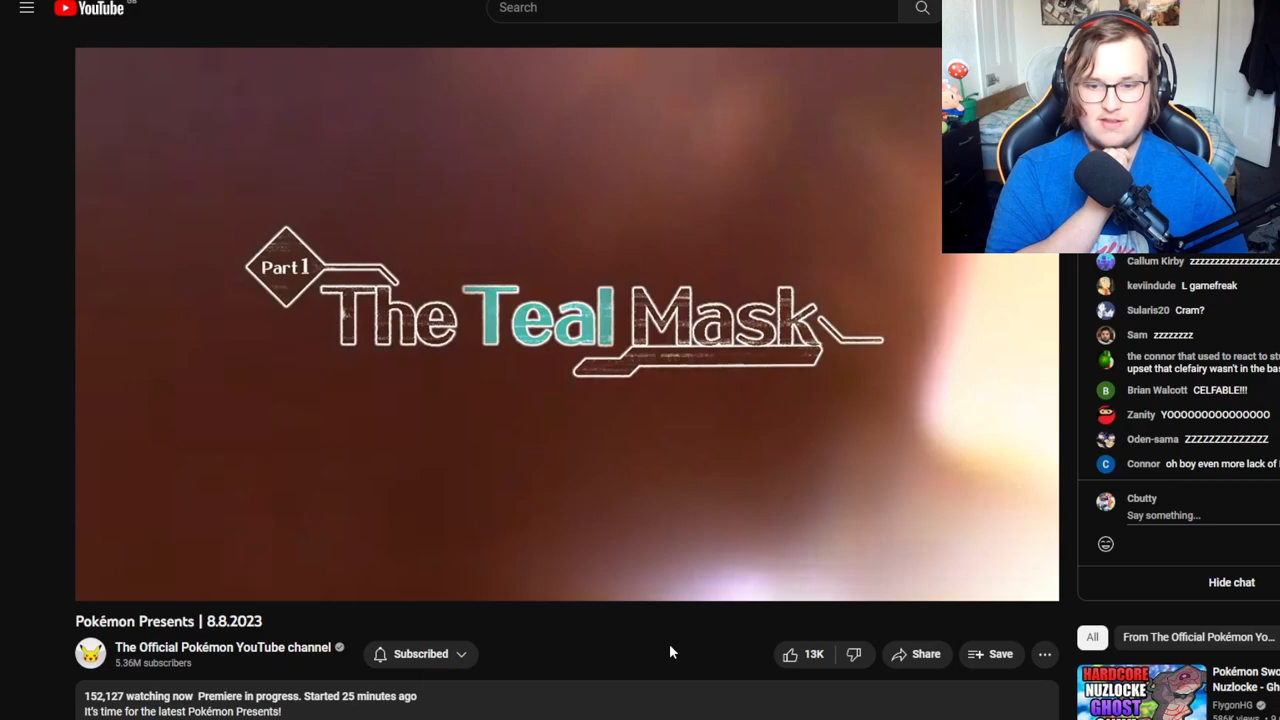 YouTube GB
Search
Part 1
The Teal Mask
Callum Kirby zzzzzzzzzzzzzzzzzz
keviindude L gamefreak
Sularis20 Cram?
Sam zzzzzzzz
the connor that used to react to
upset that clefairy wasn't in the
Brian Walcott CELFABLE!!!
Zanity YOOOOOOOOOOOOOOO
Oden-sama ZZZZZZZZZZZZZZ
Connor oh boy even more lack of
Cbutty
Say something...
Hide chat
Pokémon Presents | 8.8.2023
The Official Pokémon YouTube channel
5.36M subscribers
Subscribed
13K
Share
Save
152,127 watching now Premiere in progress. Started 25 minutes ago
It's time for the latest Pokémon Presents!
All
From The Official Pokémon Yo...
HARDCORE
NUZLOCKE
GHOST
Pokémon Swo
Nuzlocke - Gh
FlygonHG
586K views